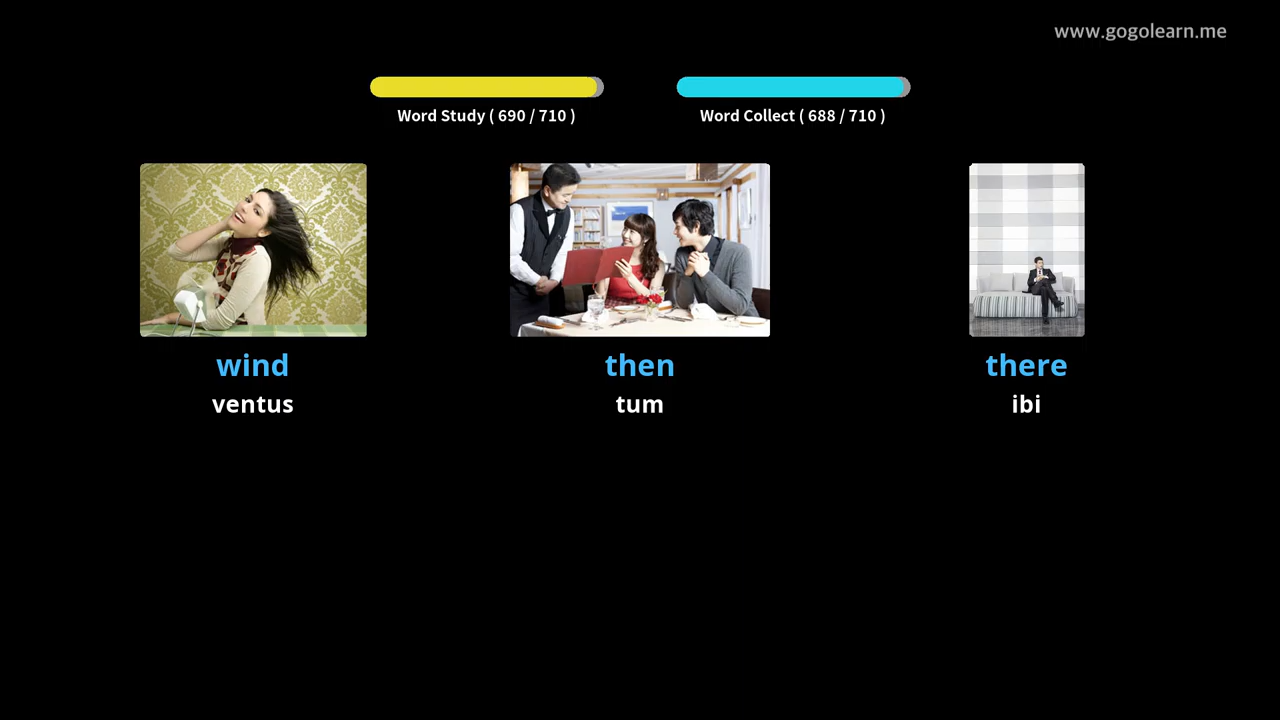 www.gogolearn.me
Word Study ( 690 / 710 )
Word Collect ( 688 / 710 )
wind
ventus
then
tum
there
ibi